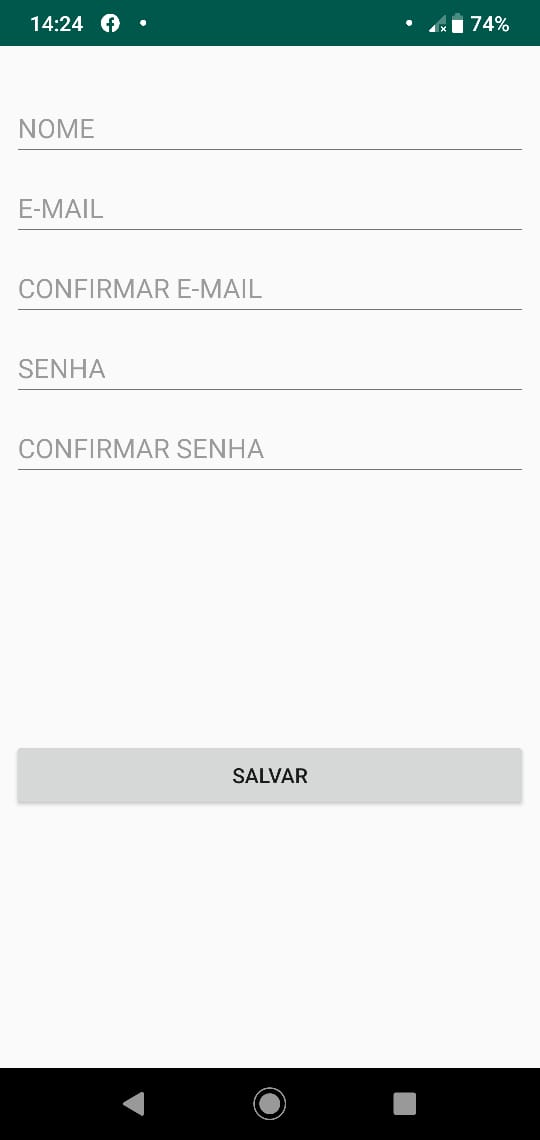 14:24
74%
NOME
E-MAIL
CONFIRMAR E-MAIL
SENHA
CONFIRMAR SENHA
SALVAR